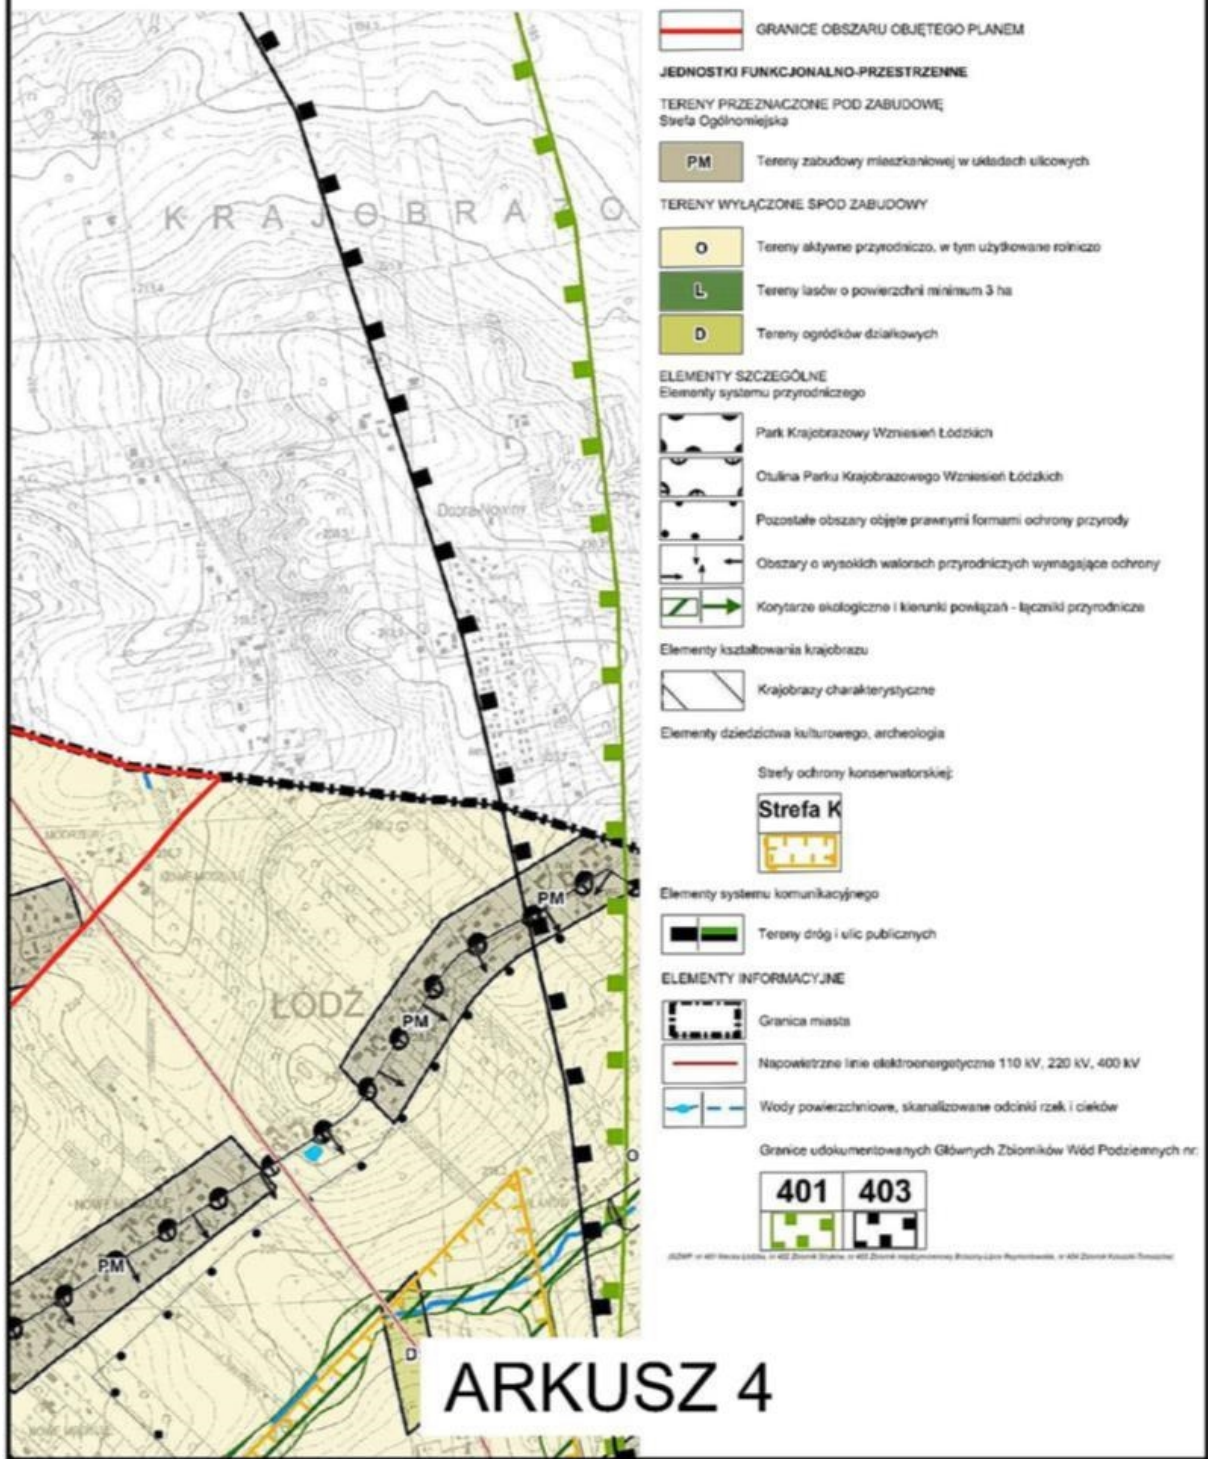 KRAJOBRAZO
Dobra-Nowiny
ŁÓDŹ
PM
PM
PM
O
D
ARKUSZ 4
GRANICE OBSZARU OBJĘTEGO PLANEM
JEDNOSTKI FUNKCJONALNO-PRZESTRZENNE
TERENY PRZEZNACZONE POD ZABUDOWĘ
Strefa Ogólnomiejska
PM Tereny zabudowy mieszkaniowej w układach ulicowych
TERENY WYŁĄCZONE SPOD ZABUDOWY
O Tereny aktywne przyrodniczo, w tym użytkowane rolniczo
L Tereny lasów o powierzchni minimum 3 ha
D Tereny ogródków działkowych
ELEMENTY SZCZEGÓLNE
Elementy systemu przyrodniczego
Park Krajobrazowy Wzniesień Łódzkich
Otulina Parku Krajobrazowego Wzniesień Łódzkich
Pozostałe obszary objęte prawnymi formami ochrony przyrody
Obszary o wysokich walorach przyrodniczych wymagające ochrony
Korytarze ekologiczne i kierunki powiązań - łączniki przyrodnicze
Elementy kształtowania krajobrazu
Krajobrazy charakterystyczne
Elementy dziedzictwa kulturowego, archeologia
Strefy ochrony konserwatorskiej:
Strefa K
Elementy systemu komunikacyjnego
Tereny dróg i ulic publicznych
ELEMENTY INFORMACYJNE
Granica miasta
Napowietrzne linie elektroenergetyczne 110 kV, 220 kV, 400 kV
Wody powierzchniowe, skanalizowane odcinki rzek i cieków
Granice udokumentowanych Głównych Zbiorników Wód Podziemnych nr:
401 403